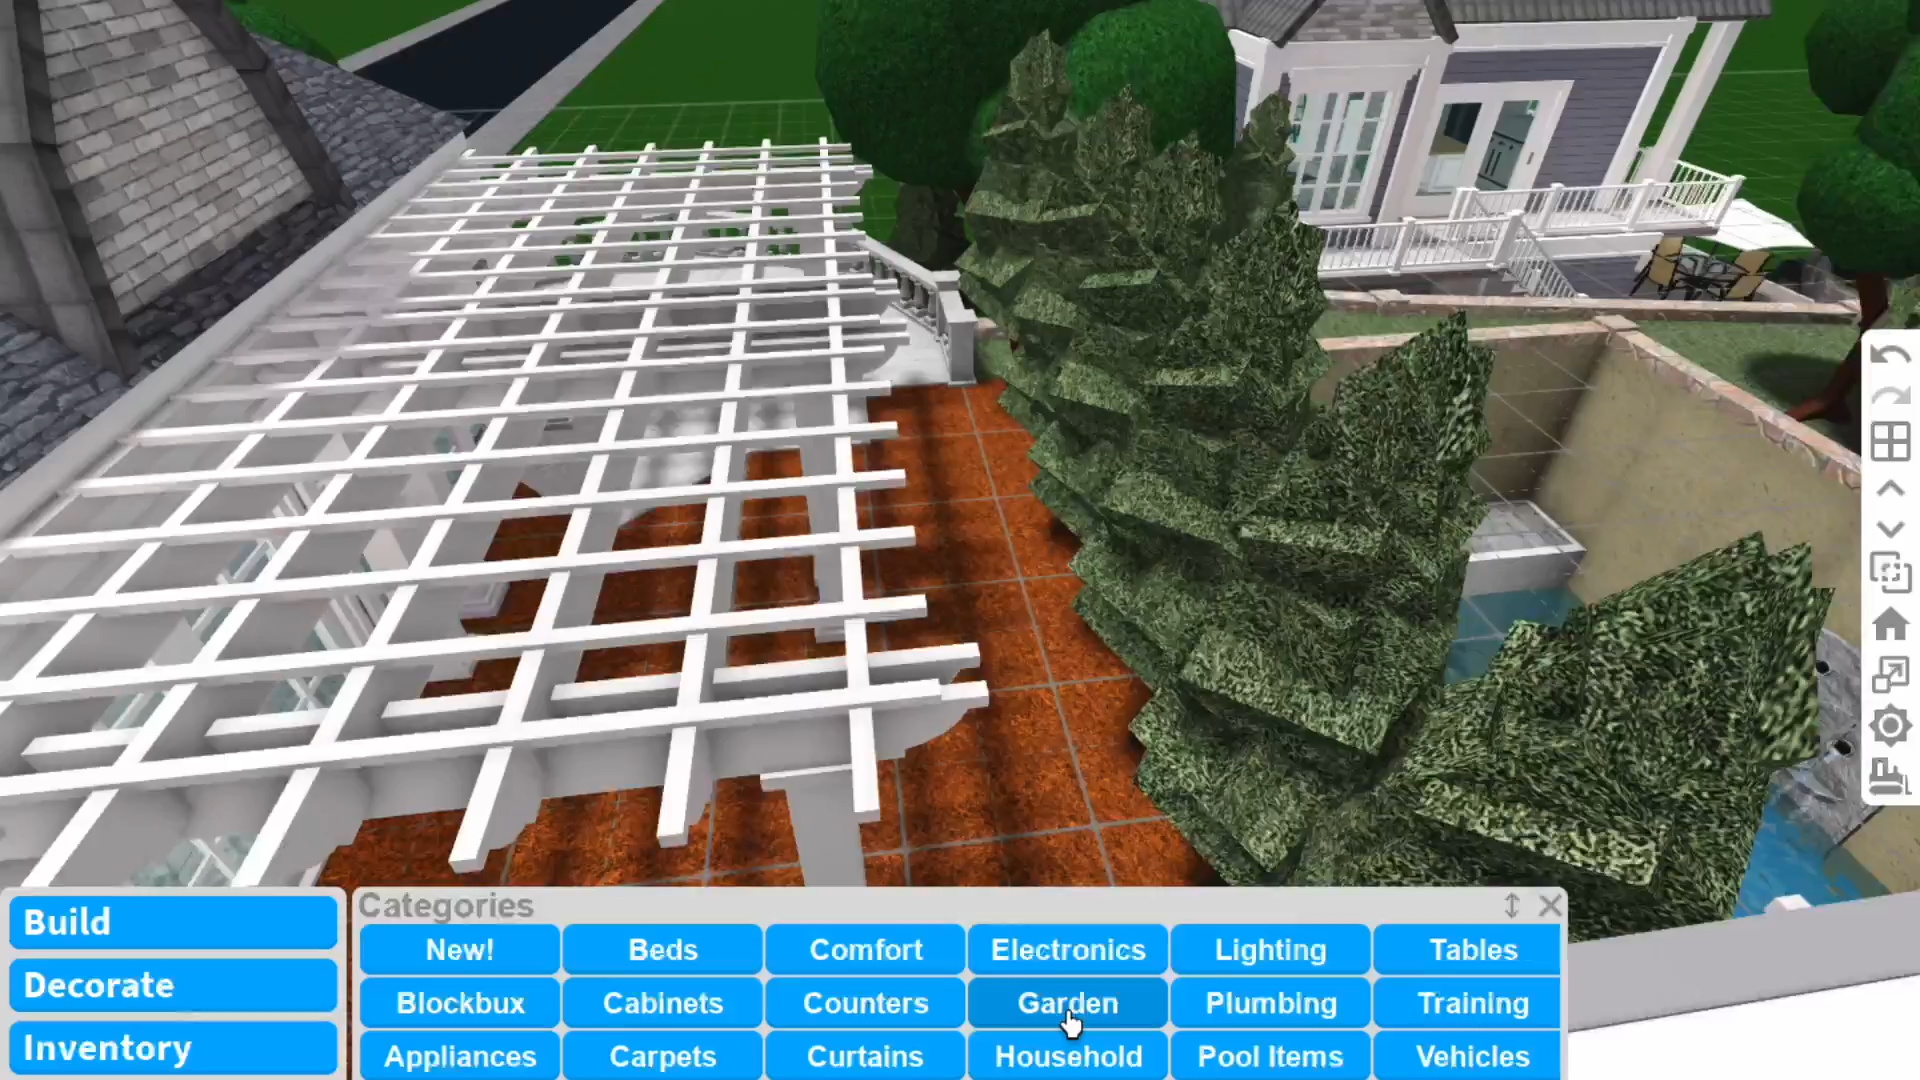 Build
Decorate
Inventory
Categories
New! Beds Comfort Electronics Lighting Tables
Blockbux Cabinets Counters Garden Plumbing Training
Appliances Carpets Curtains Household Pool Items Vehicles